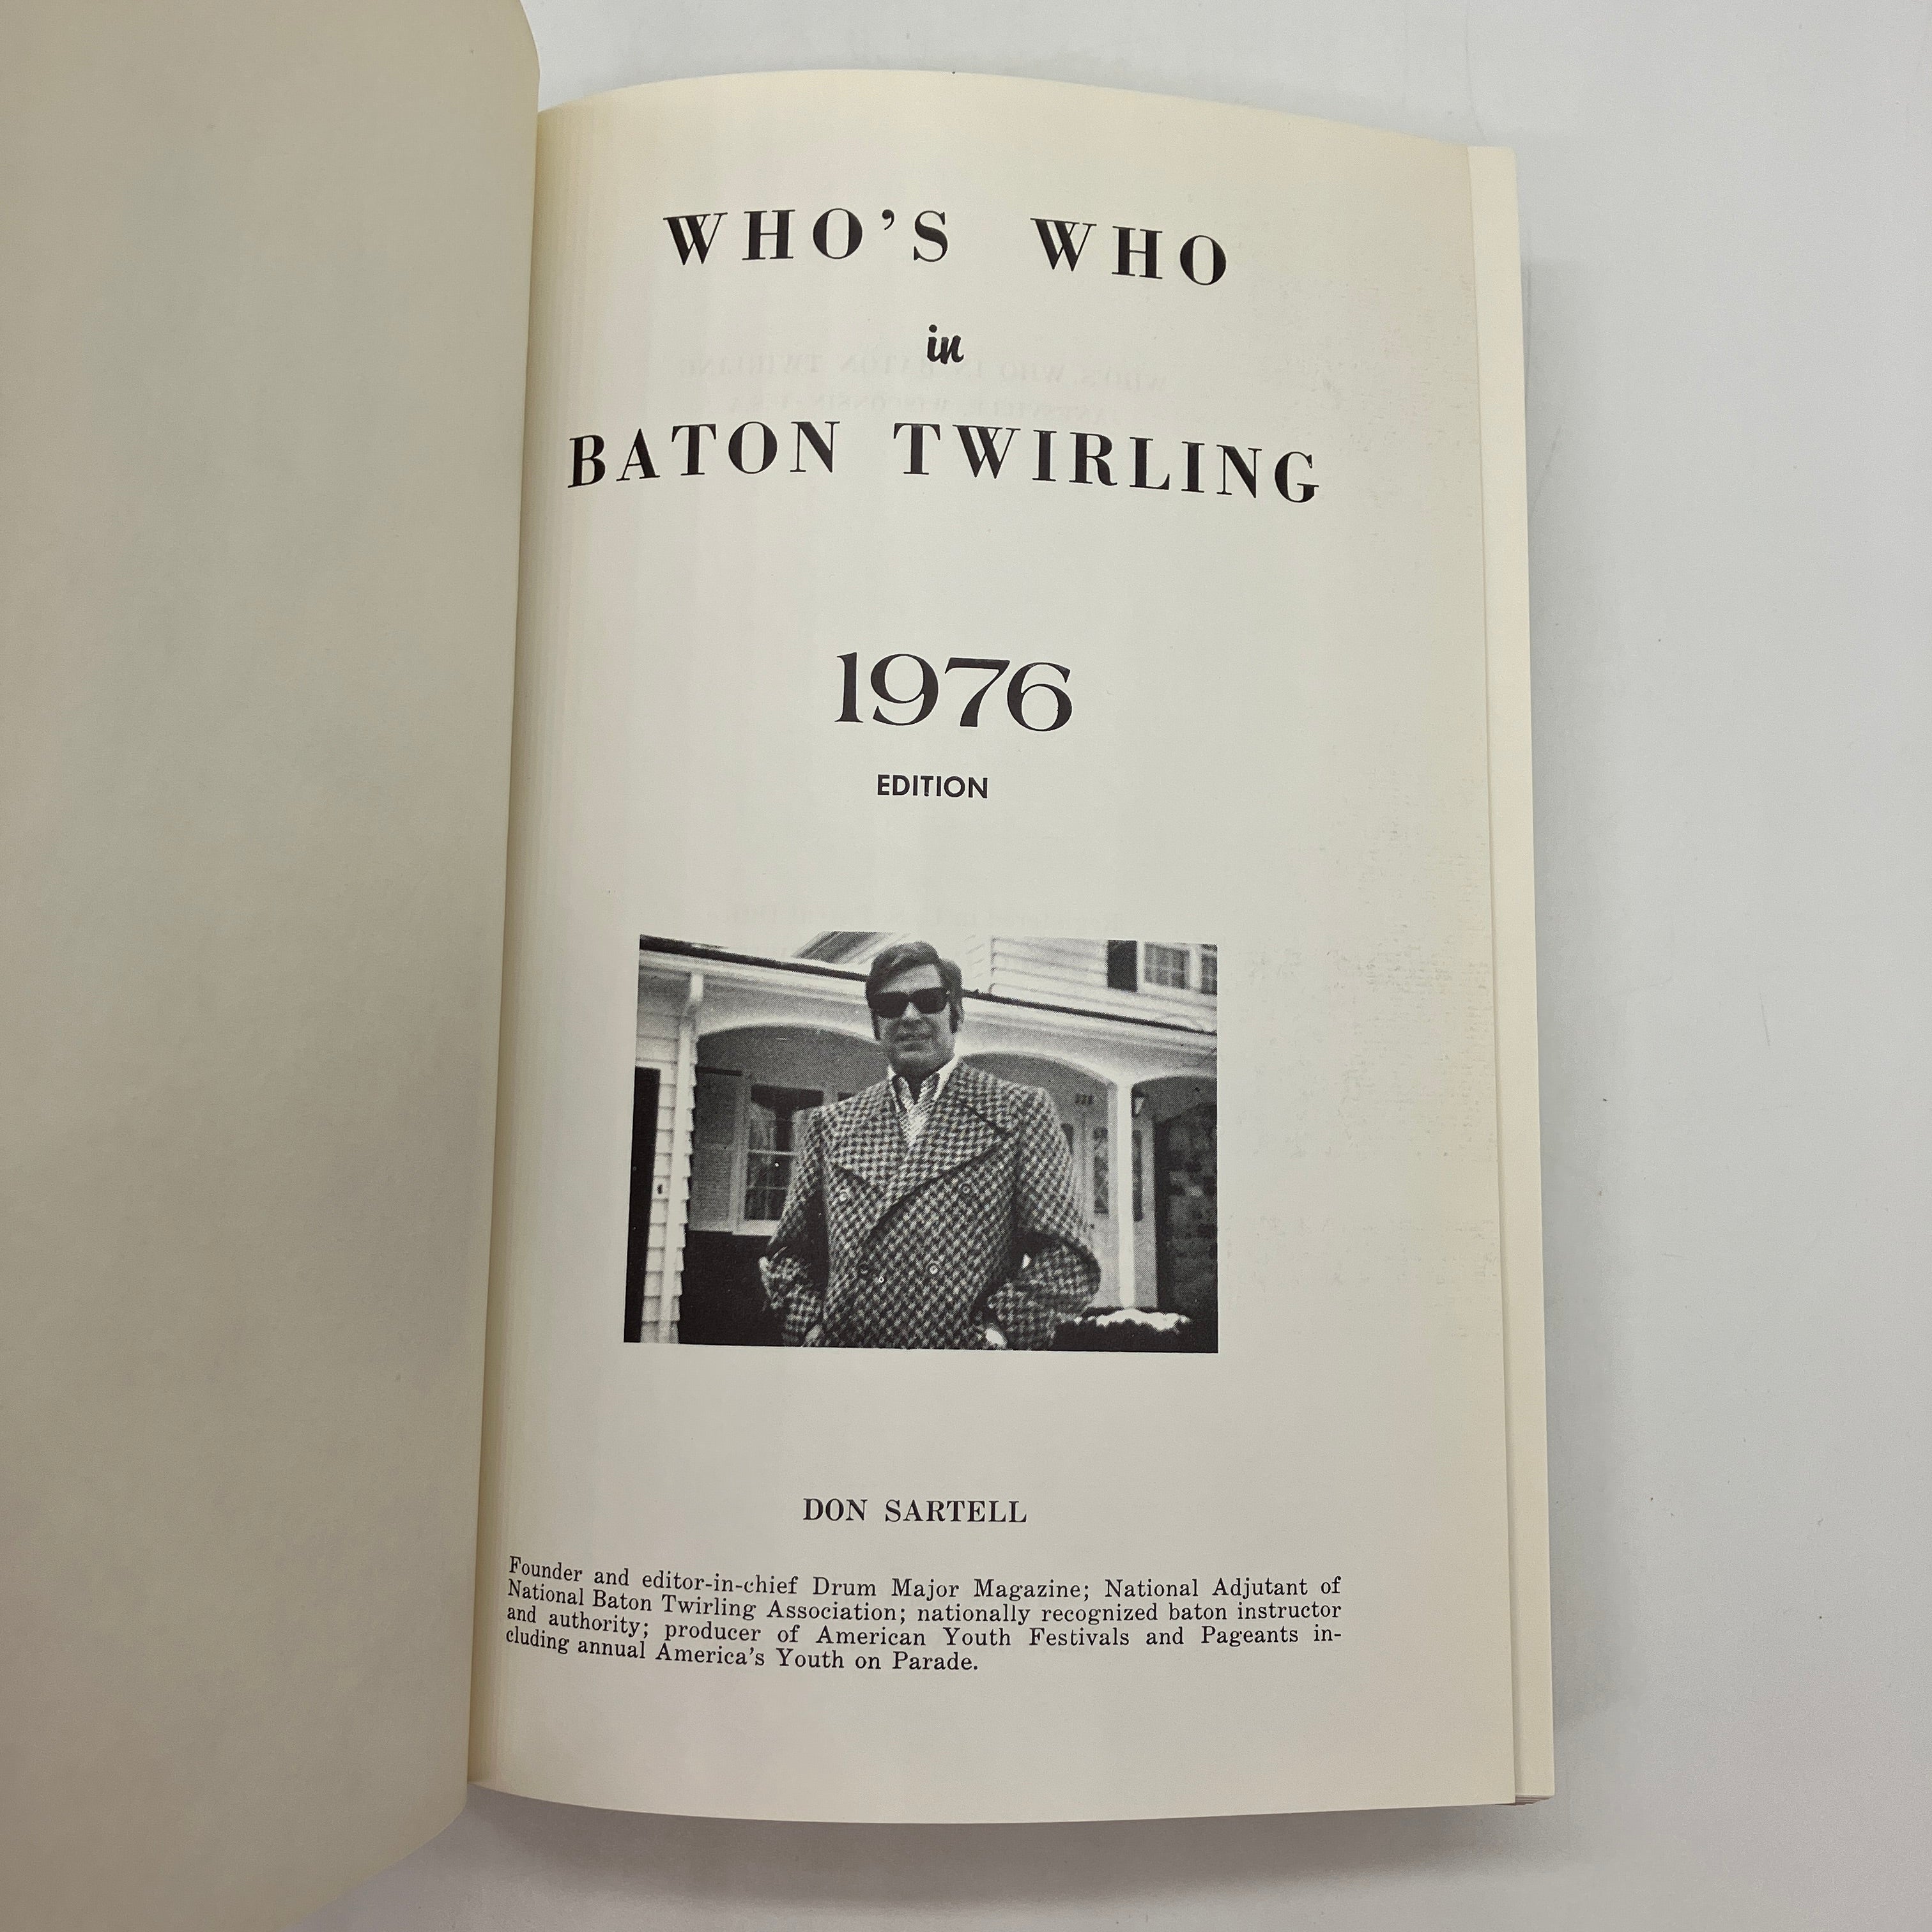 WHO'S WHO
in
BATON TWIRLING
1976
EDITION
DON SARTELL
Founder and editor-in-chief Drum Major Magazine; National Adjutant of
National Baton Twirling Association; nationally recognized baton instructor
and authority; producer of American Youth Festivals and Pageants in-
cluding annual America's Youth on Parade.